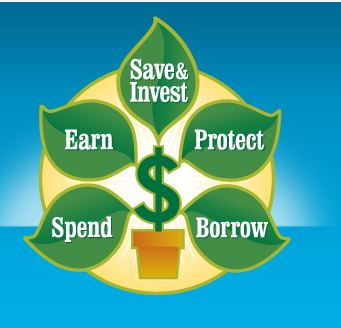 Save &
Invest
Earn
Protect
$
Spend
Borrow